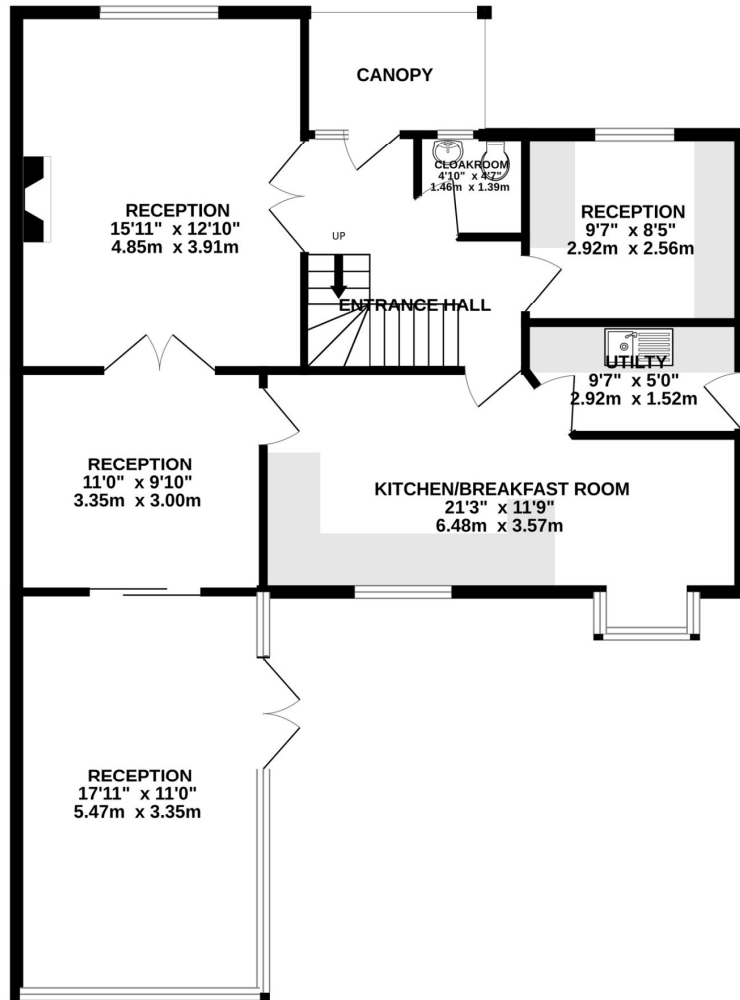 CANOPY
CLOAKROOM
4'10" x 4'7"
1.46m x 1.39m
RECEPTION
15'11" x 12'10"
4.85m x 3.91m
RECEPTION
9'7" x 8'5"
2.92m x 2.56m
UP
ENTRANCE HALL
UTILTY
9'7" x 5'0"
2.92m x 1.52m
RECEPTION
11'0" x 9'10"
3.35m x 3.00m
KITCHEN/BREAKFAST ROOM
21'3" x 11'9"
6.48m x 3.57m
RECEPTION
17'11" x 11'0"
5.47m x 3.35m